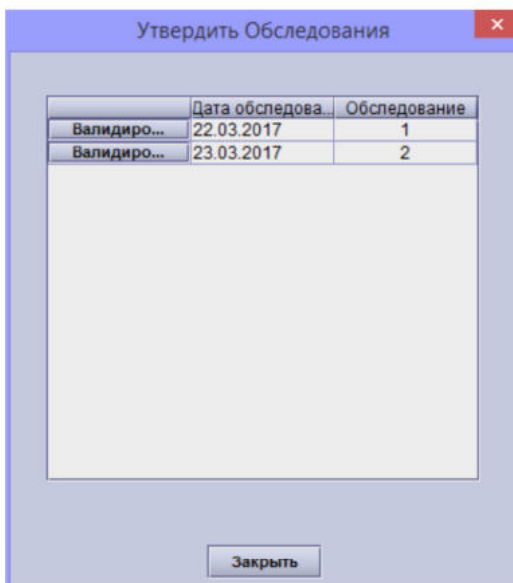 Утвердить Обследования
Дата обследова... Обследование
Валидиро... 22.03.2017 1
Валидиро... 23.03.2017 2
Закрыть